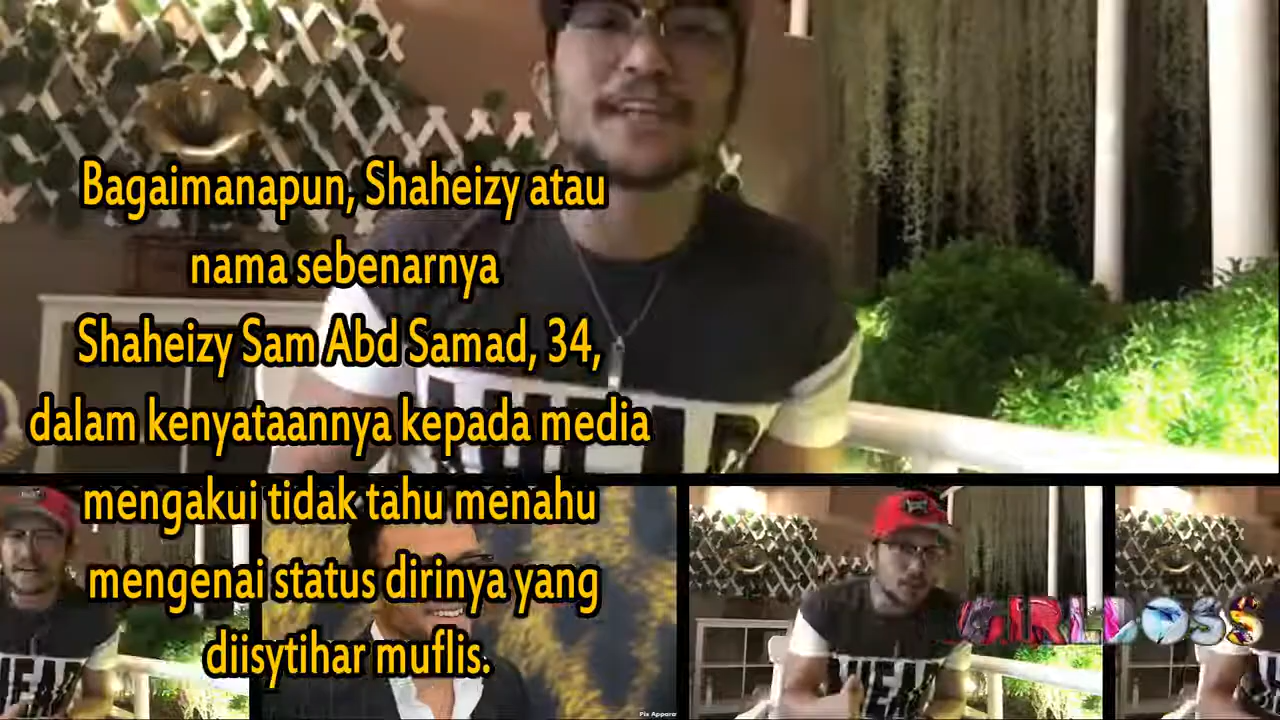 Bagaimanapun, Shaheizy atau
nama sebenarnya
Shaheizy Sam Abd Samad, 34,
dalam kenyataannya kepada media
mengakui tidak tahu menahu
mengenai status dirinya yang
diisytihar muflis.
GIRLBOSS